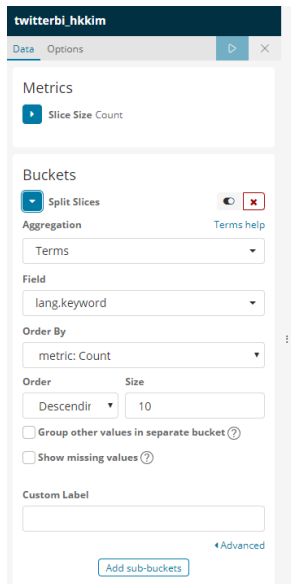 twitterbi_hkkim
Data Options
Metrics
Slice Size Count
Buckets
Split Slices
Aggregation Terms help
Terms
Field
lang.keyword
Order By
metric: Count
Order Size
Descendir 10
Group other values in separate bucket
Show missing values
Custom Label
Advanced
Add sub-buckets